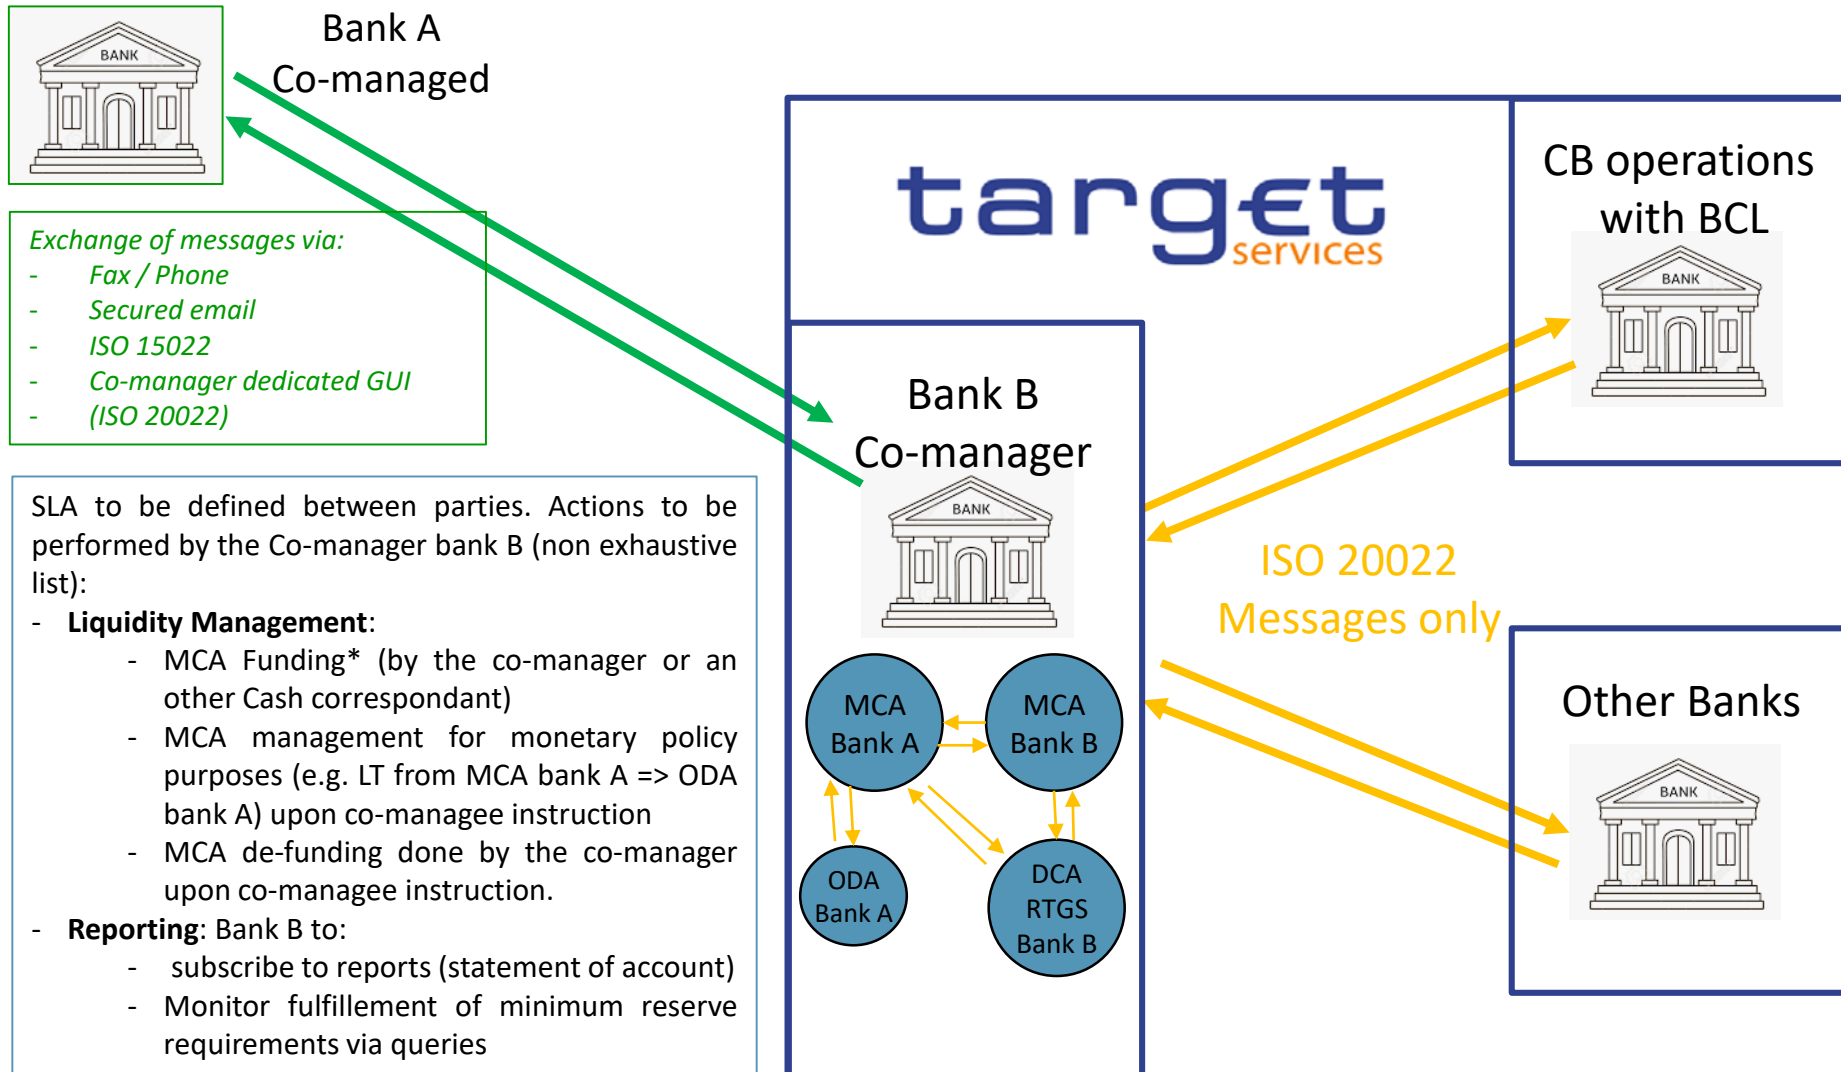 BANK
Bank A
Co-managed
Exchange of messages via:
- Fax / Phone
- Secured email
- ISO 15022
- Co-manager dedicated GUI
- (ISO 20022)
SLA to be defined between parties. Actions to be
performed by the Co-manager bank B (non exhaustive
list):
- Liquidity Management:
- MCA Funding* (by the co-manager or an
other Cash correspondant)
- MCA management for monetary policy
purposes (e.g. LT from MCA bank A => ODA
bank A) upon co-managee instruction
- MCA de-funding done by the co-manager
upon co-managee instruction.
- Reporting: Bank B to:
- subscribe to reports (statement of account)
- Monitor fulfillement of minimum reserve
requirements via queries
target
services
Bank B
Co-manager
BANK
MCA
Bank A
MCA
Bank B
ODA
Bank A
DCA
RTGS
Bank B
CB operations
with BCL
BANK
ISO 20022
Messages only
Other Banks
BANK